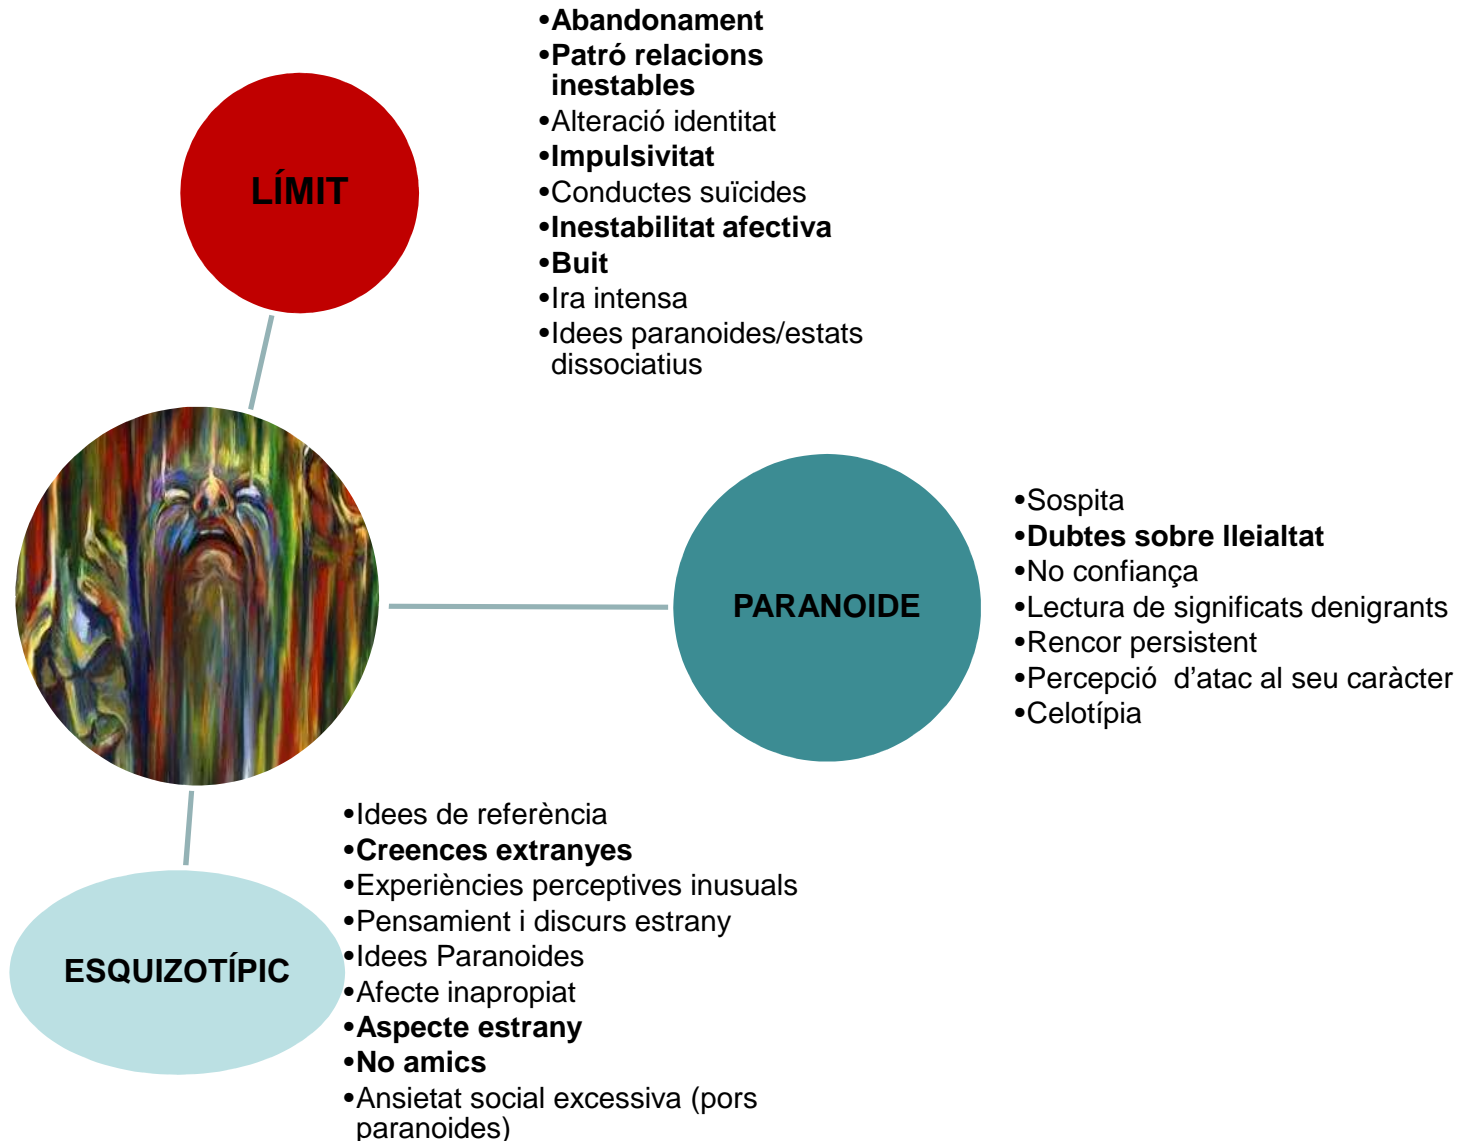 LÍMIT
•Abandonament
•Patró relacions
inestables
•Alteració identitat
•Impulsivitat
•Conductes suïcides
•Inestabilitat afectiva
•Buit
•Ira intensa
•Idees paranoides/estats
dissociatius
PARANOIDE
•Sospita
•Dubtes sobre lleialtat
•No confiança
•Lectura de significats denigrants
•Rencor persistent
•Percepció  d’atac al seu caràcter
•Celotípia
ESQUIZOTÍPIC
•Idees de referència
•Creences extranyes
•Experiències perceptives inusuals
•Pensamient i discurs estrany
•Idees Paranoides
•Afecte inapropiat
•Aspecte estrany
•No amics
•Ansietat social excessiva (pors
paranoides)